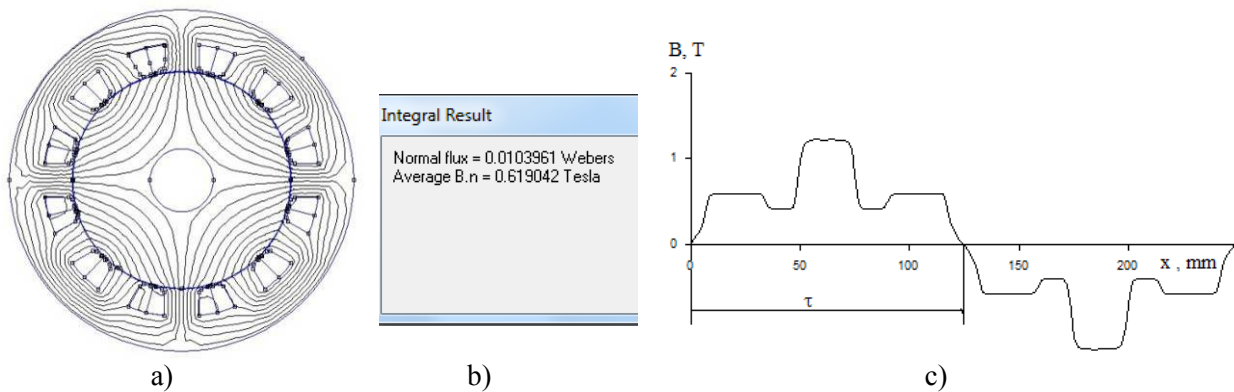 Integral Result
Normal flux = 0.0103961 Webers
Average B.n = 0.619042 Tesla
B, T
2
1
0
0
50
100
150
200
x , mm
τ
a)
b)
c)